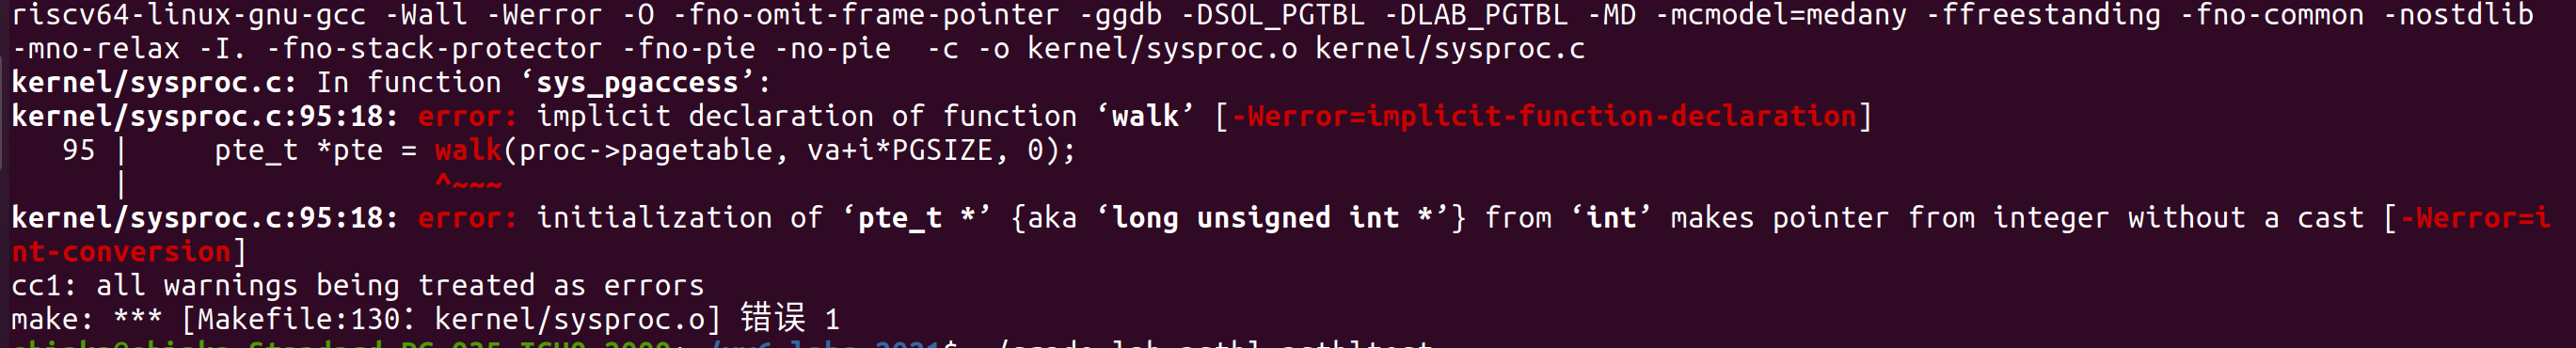 riscv64-linux-gnu-gcc -Wall -Werror -O -fno-omit-frame-pointer -ggdb -DSOL_PGTBL -DLAB_PGTBL -MD -mcmodel=medany -ffreestanding -fno-common -nostdlib
-mno-relax -I. -fno-stack-protector -fno-pie -no-pie  -c -o kernel/sysproc.o kernel/sysproc.c
kernel/sysproc.c: In function ‘sys_pgaccess’:
kernel/sysproc.c:95:18: error: implicit declaration of function ‘walk’ [-Werror=implicit-function-declaration]
   95 |     pte_t *pte = walk(proc->pagetable, va+i*PGSIZE, 0);
      |                  ^~~~
kernel/sysproc.c:95:18: error: initialization of ‘pte_t *’ {aka ‘long unsigned int *’} from ‘int’ makes pointer from integer without a cast [-Werror=i
nt-conversion]
cc1: all warnings being treated as errors
make: *** [Makefile:130：kernel/sysproc.o] 错误 1